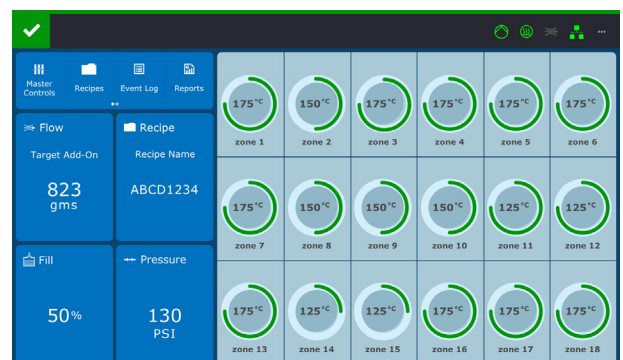 Master
Controls
Recipes
Event Log
Reports
Flow
Target Add-On
823
gms
Recipe
Recipe Name
ABCD1234
Fill
50%
Pressure
130
PSI
175°C
zone 1
150°C
zone 2
175°C
zone 3
175°C
zone 4
175°C
zone 5
175°C
zone 6
175°C
zone 7
150°C
zone 8
150°C
zone 9
150°C
zone 10
125°C
zone 11
125°C
zone 12
175°C
zone 13
125°C
zone 14
125°C
zone 15
175°C
zone 16
175°C
zone 17
175°C
zone 18